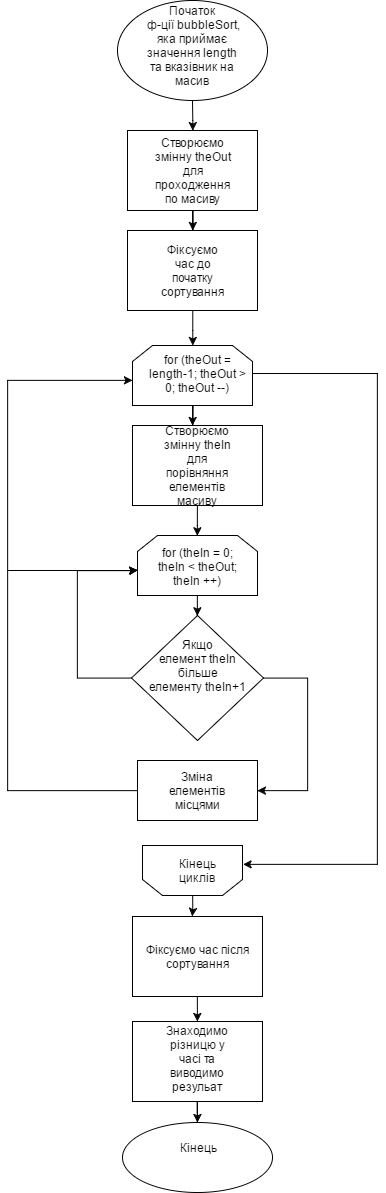 Початок
ф-ції bubbleSort,
яка приймає
значення length
та вказівник на
масив
Створюємо
змінну theOut
для
проходження
по масиву
Фіксуємо
час до
початку
сортування
for (theOut =
length-1; theOut >
0; theOut --)
Створюємо
змінну theIn
для
порівняння
елементів
масиву
for (theIn = 0;
theIn < theOut;
theIn ++)
Якщо
елемент theIn
більше
елементу theIn+1
Зміна
елементів
місцями
Кінець
циклів
Фіксуємо час після
сортування
Знаходимо
різницю у
часі та
виводимо
резульат
Кінець